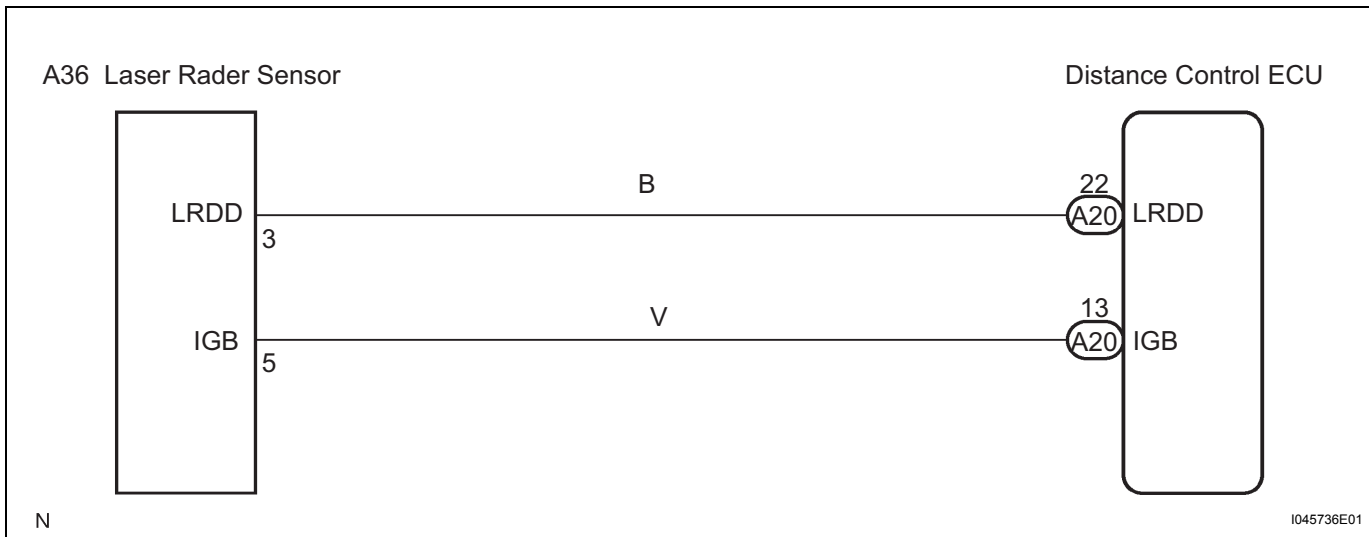 A36 Laser Rader Sensor
Distance Control ECU
B
22
LRDD
A20
LRDD
3
V
13
IGB
A20
IGB
5
N
I045736E01